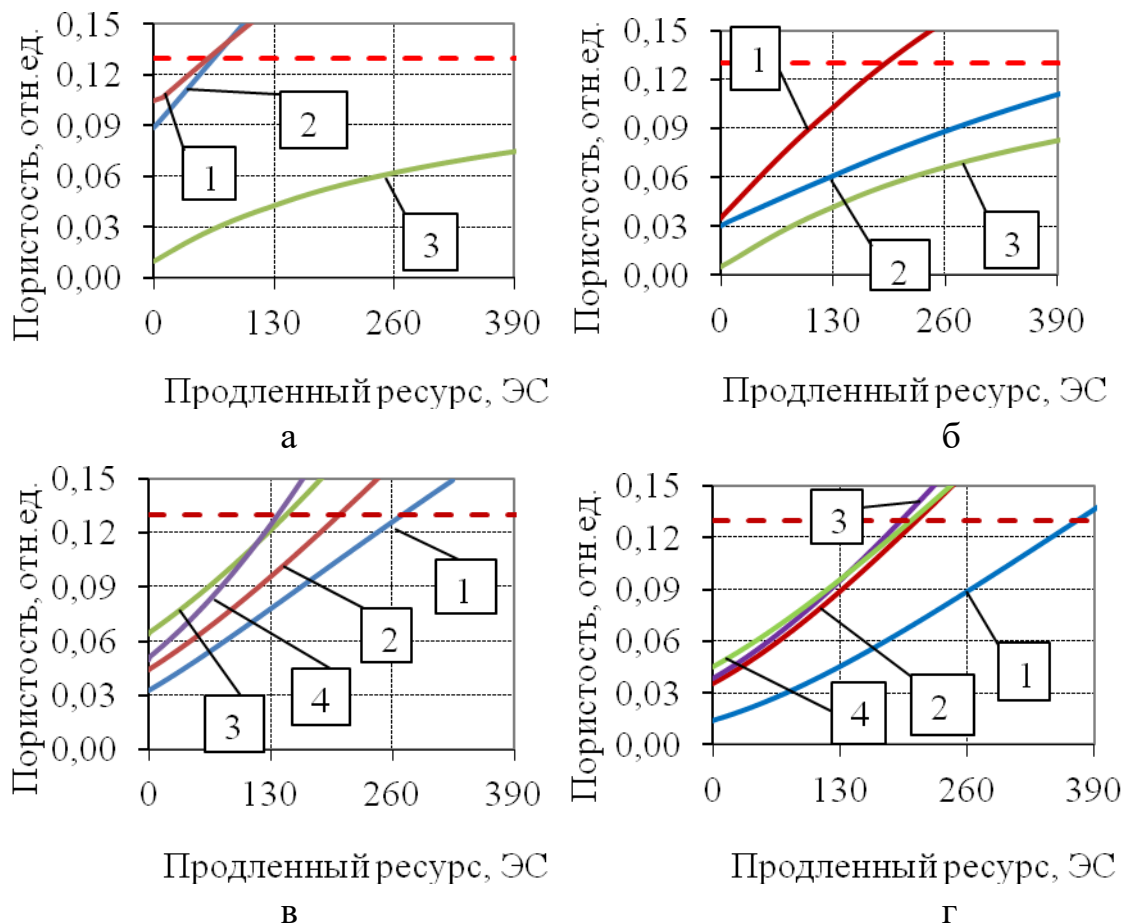 Пористость, отн.ед.
0,15
0,12
0,09
0,06
0,03
0,00
1
2
3
0 130 260 390
Продленный ресурс, ЭС
а
Пористость, отн.ед.
0,15
0,12
0,09
0,06
0,03
0,00
1
2
3
0 130 260 390
Продленный ресурс, ЭС
б
Пористость, отн.ед.
0,15
0,12
0,09
0,06
0,03
0,00
1
2
3
4
0 130 260 390
Продленный ресурс, ЭС
в
Пористость, отн.ед.
0,15
0,12
0,09
0,06
0,03
0,00
3
1
2
4
0 130 260 390
Продленный ресурс, ЭС
г